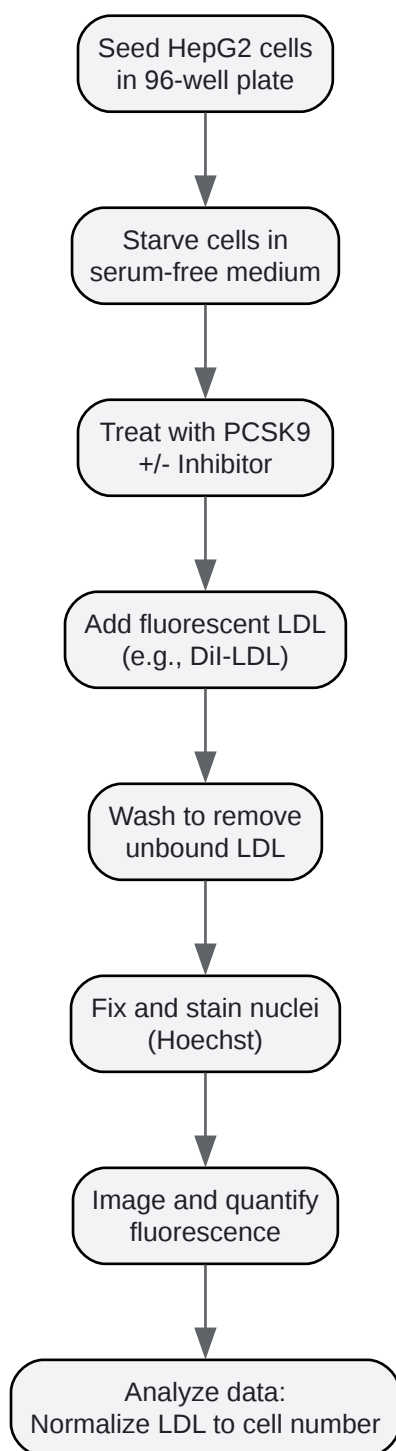 Seed HepG2 cells
in 96-well plate
Starve cells in
serum-free medium
Treat with PCSK9
+/- Inhibitor
Add fluorescent LDL
(e.g., DiI-LDL)
Wash to remove
unbound LDL
Fix and stain nuclei
(Hoechst)
Image and quantify
fluorescence
Analyze data:
Normalize LDL to cell number